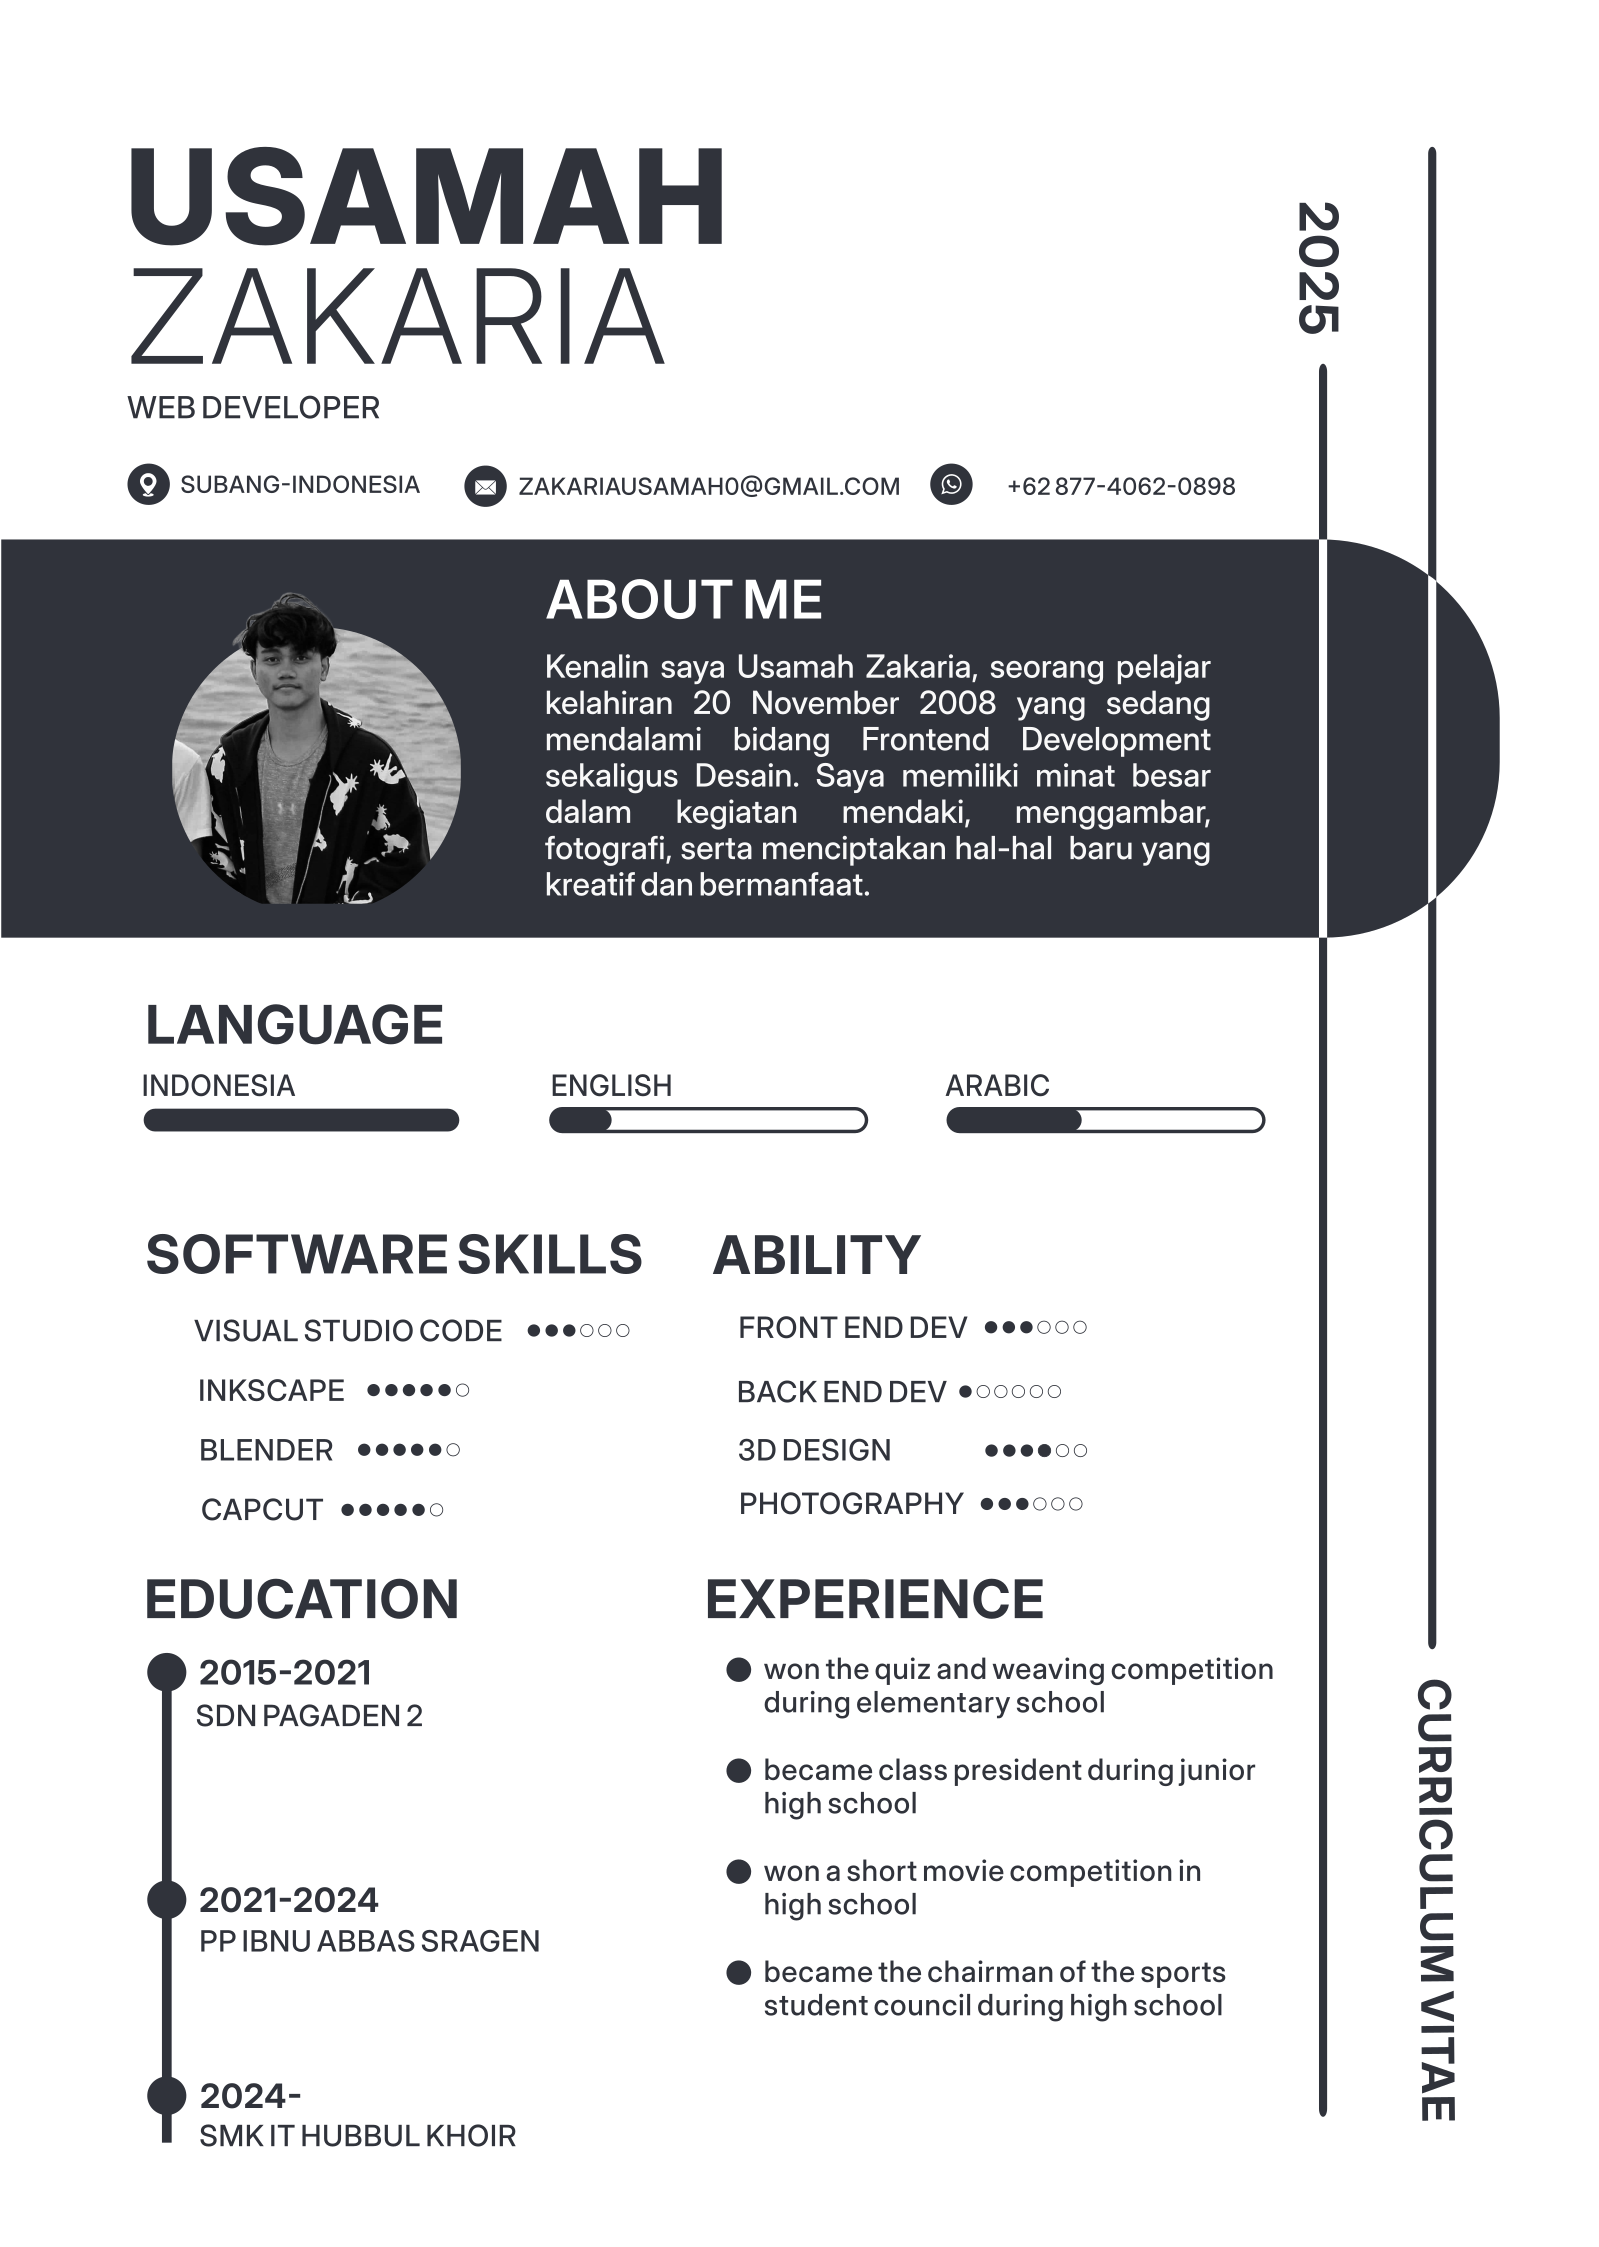 USAMAH
ZAKARIA
WEB DEVELOPER
2025
SUBANG-INDONESIA
ZAKARIAUSAMAH0@GMAIL.COM
+62 877-4062-0898
ABOUT ME
Kenalin saya Usamah Zakaria, seorang pelajar
kelahiran 20 November 2008 yang sedang
mendalami bidang Frontend Development
sekaligus Desain. Saya memiliki minat besar
dalam kegiatan mendaki, menggambar,
fotografi, serta menciptakan hal-hal baru yang
kreatif dan bermanfaat.
LANGUAGE
INDONESIA
ENGLISH
ARABIC
SOFTWARE SKILLS
VISUAL STUDIO CODE
INKSCAPE
BLENDER
CAPCUT
ABILITY
FRONT END DEV
BACK END DEV
3D DESIGN
PHOTOGRAPHY
EDUCATION
2015-2021
SDN PAGADEN 2
2021-2024
PP IBNU ABBAS SRAGEN
2024-
SMK IT HUBBUL KHOIR
EXPERIENCE
won the quiz and weaving competition
during elementary school
became class president during junior
high school
won a short movie competition in
high school
became the chairman of the sports
student council during high school
CURRICULUM VITAE